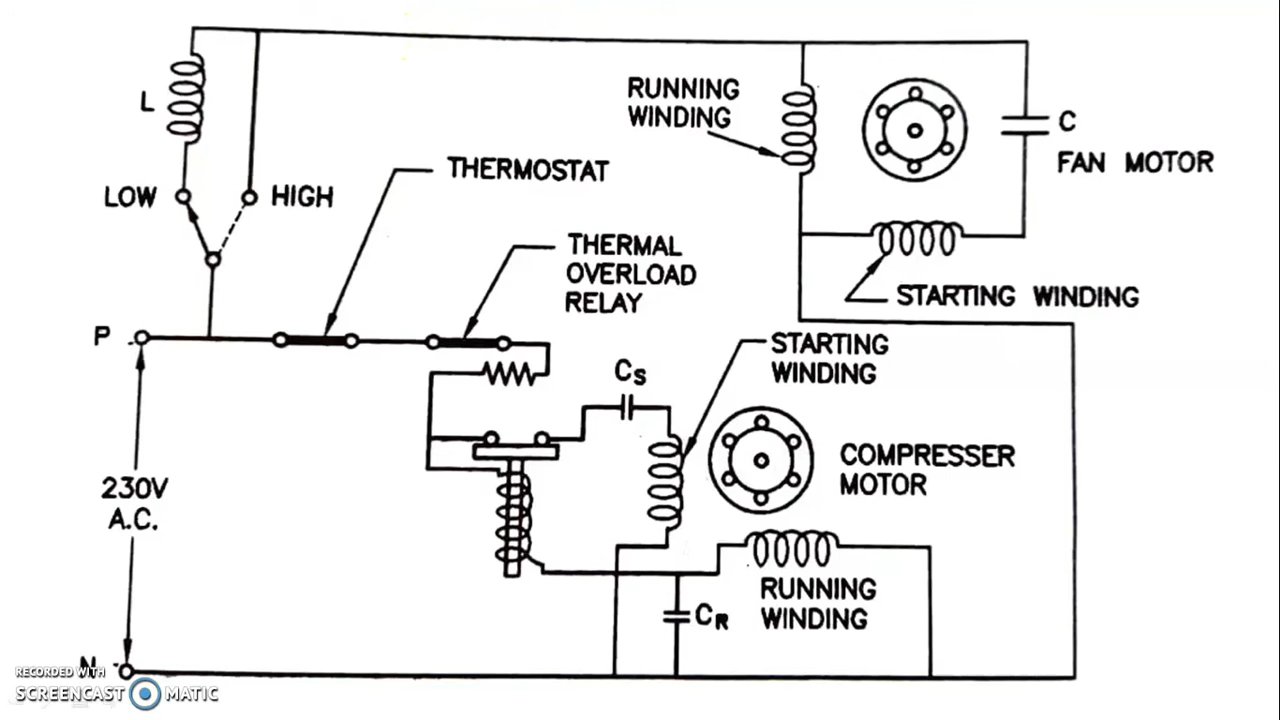 RUNNING
WINDING
L
C
FAN MOTOR
THERMOSTAT
LOW
HIGH
THERMAL
OVERLOAD
RELAY
STARTING WINDING
P
STARTING
WINDING
CS
COMPRESSER
MOTOR
230V
A.C.
RUNNING
WINDING
CR
N
RECORDED WITH
SCREENCAST MATIC